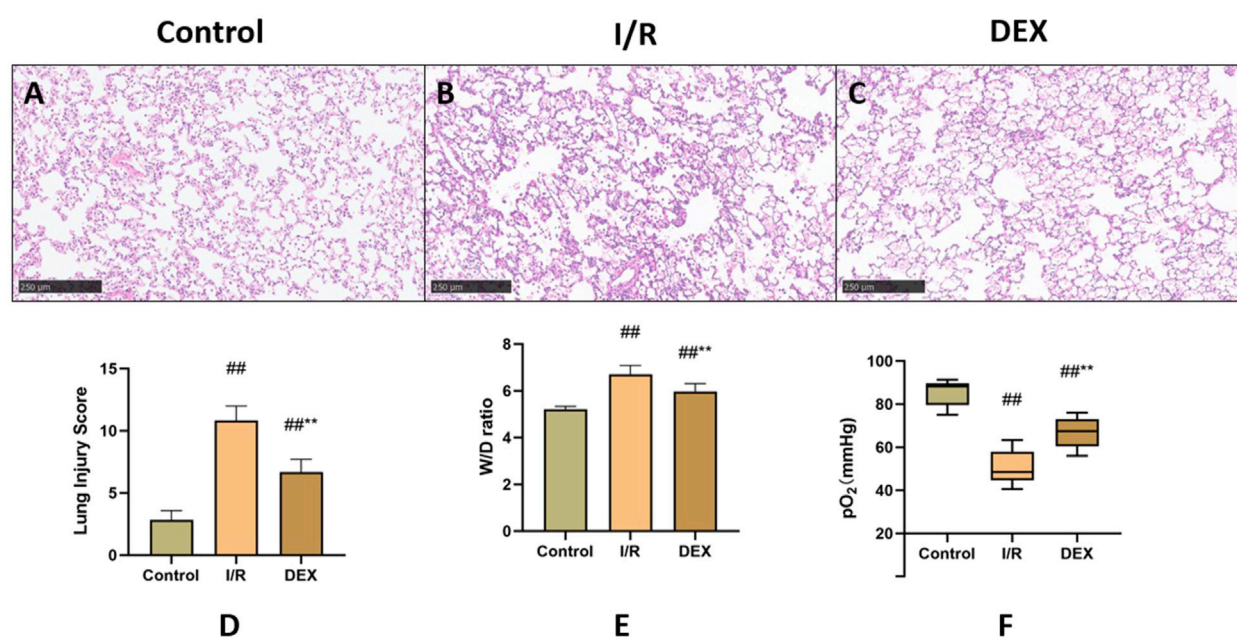 Control I/R DEX
A B C
250 µm 250 µm 250 µm
Lung Injury Score
15
10
5
0
##
##**
Control I/R DEX
D
W/D ratio
8
6
4
2
0
##
##**
Control I/R DEX
E
pO₂(mmHg)
100
80
60
40
20
##
##**
Control I/R DEX
F